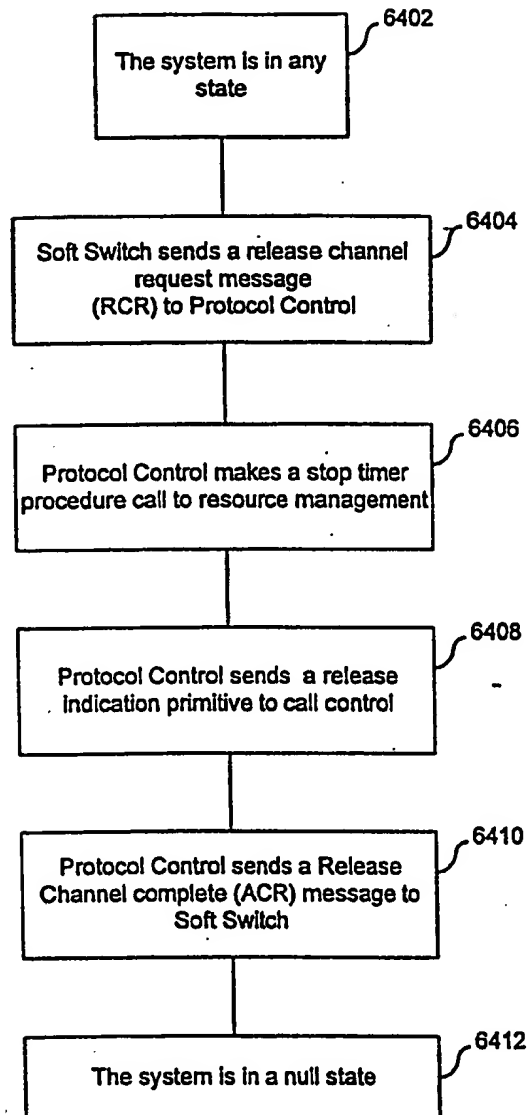 6402
The system is in any
state
6404
Soft Switch sends a release channel
request message
(RCR) to Protocol Control
6406
Protocol Control makes a stop timer
procedure call to resource management
6408
Protocol Control sends a release
indication primitive to call control
6410
Protocol Control sends a Release
Channel complete (ACR) message to
Soft Switch
6412
The system is in a null state